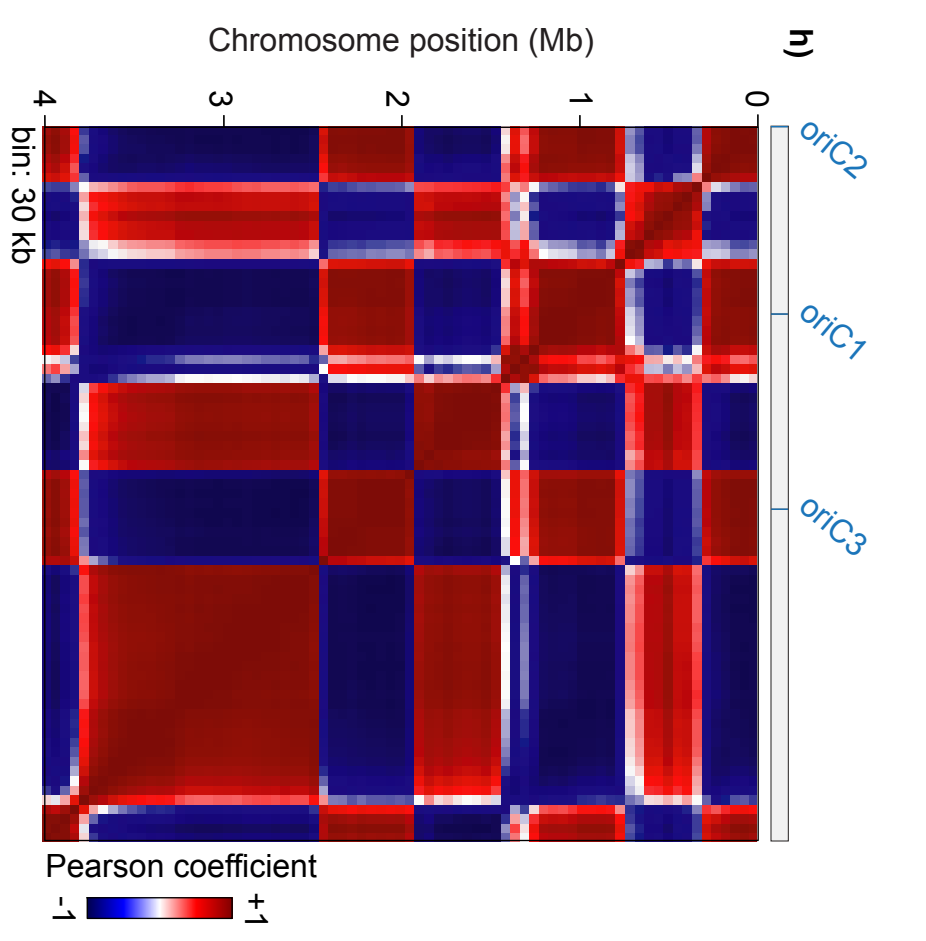 h)
Chromosome position (Mb)
4
3
2
1
0
oriC2
oriC1
oriC3
bin: 30 kb
Pearson coefficient
-1
+1